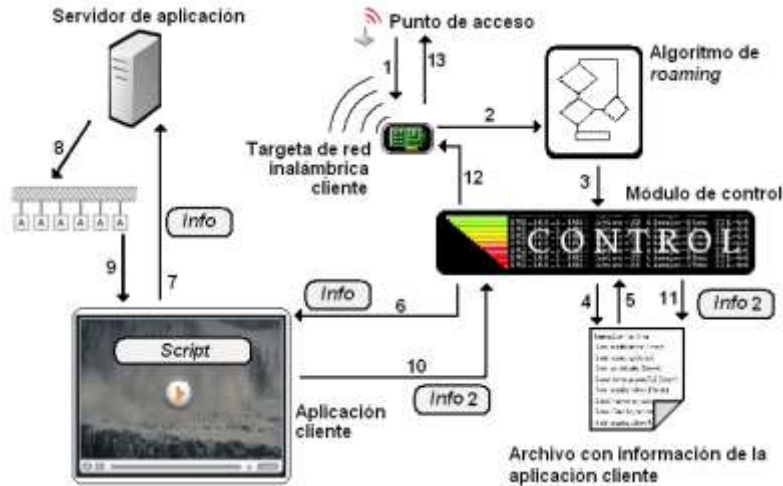 Servidor de aplicación
Punto de acceso
Algoritmo de
roaming
1
13
2
8
Targeta de red
inalámbrica
cliente
12
3
Módulo de control
A A A A A A
Info
CONTROL
9
7
Info
6
4
5
11
Info 2
Script
10
Info 2
Aplicación
cliente
Archivo con información de la
aplicación cliente